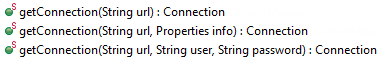 getConnection(String url) : Connection
getConnection(String url, Properties info) : Connection
getConnection(String url, String user, String password) : Connection